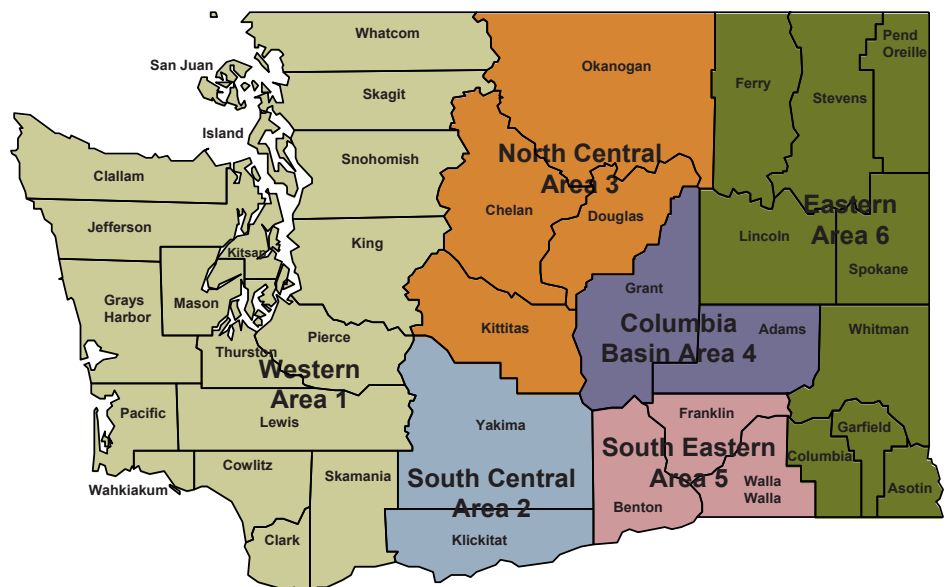 Whatcom
San Juan
Skagit
Island
Snohomish
Clallam
Jefferson
King
Kitsap
Grays
Harbor
Mason
Pierce
Thurston
Western
Area 1
Pacific
Lewis
Wahkiakum
Cowlitz
Skamania
Clark
Okanogan
North Central
Area 3
Chelan
Douglas
Kittitas
Yakima
South Central
Area 2
Klickitat
Grant
Columbia
Basin Area 4
Adams
Franklin
South Eastern
Area 5
Benton
Walla
Walla
Ferry
Stevens
Pend
Oreille
Eastern
Area 6
Lincoln
Spokane
Whitman
Garfield
Columbia
Asotin